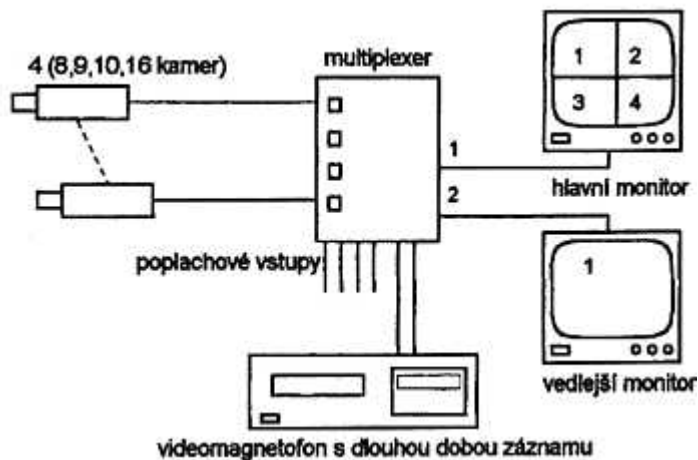 4 (8,9,10,16 kamer)
multiplexer
1 2
3 4
1
hlavní monitor
2
poplachové vstupy
1
vedlejší monitor
videomagnetofon s dlouhou dobou záznamu